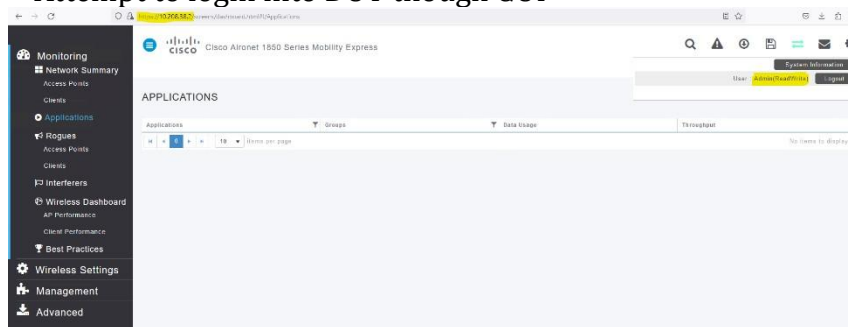 Attempt to login into DUT though GUI
https://10.206.38.2/screens/dashboard.html#/Applications
Monitoring
Network Summary
Access Points
Clients
Applications
Rogues
Access Points
Clients
Interferers
Wireless Dashboard
AP Performance
Client Performance
Best Practices
Wireless Settings
Management
Advanced
CISCO Cisco Aironet 1850 Series Mobility Express
System Information
User : Admin(ReadWrite) Logout
APPLICATIONS
Applications Groups Data Usage Throughput
10 items per page No items to display